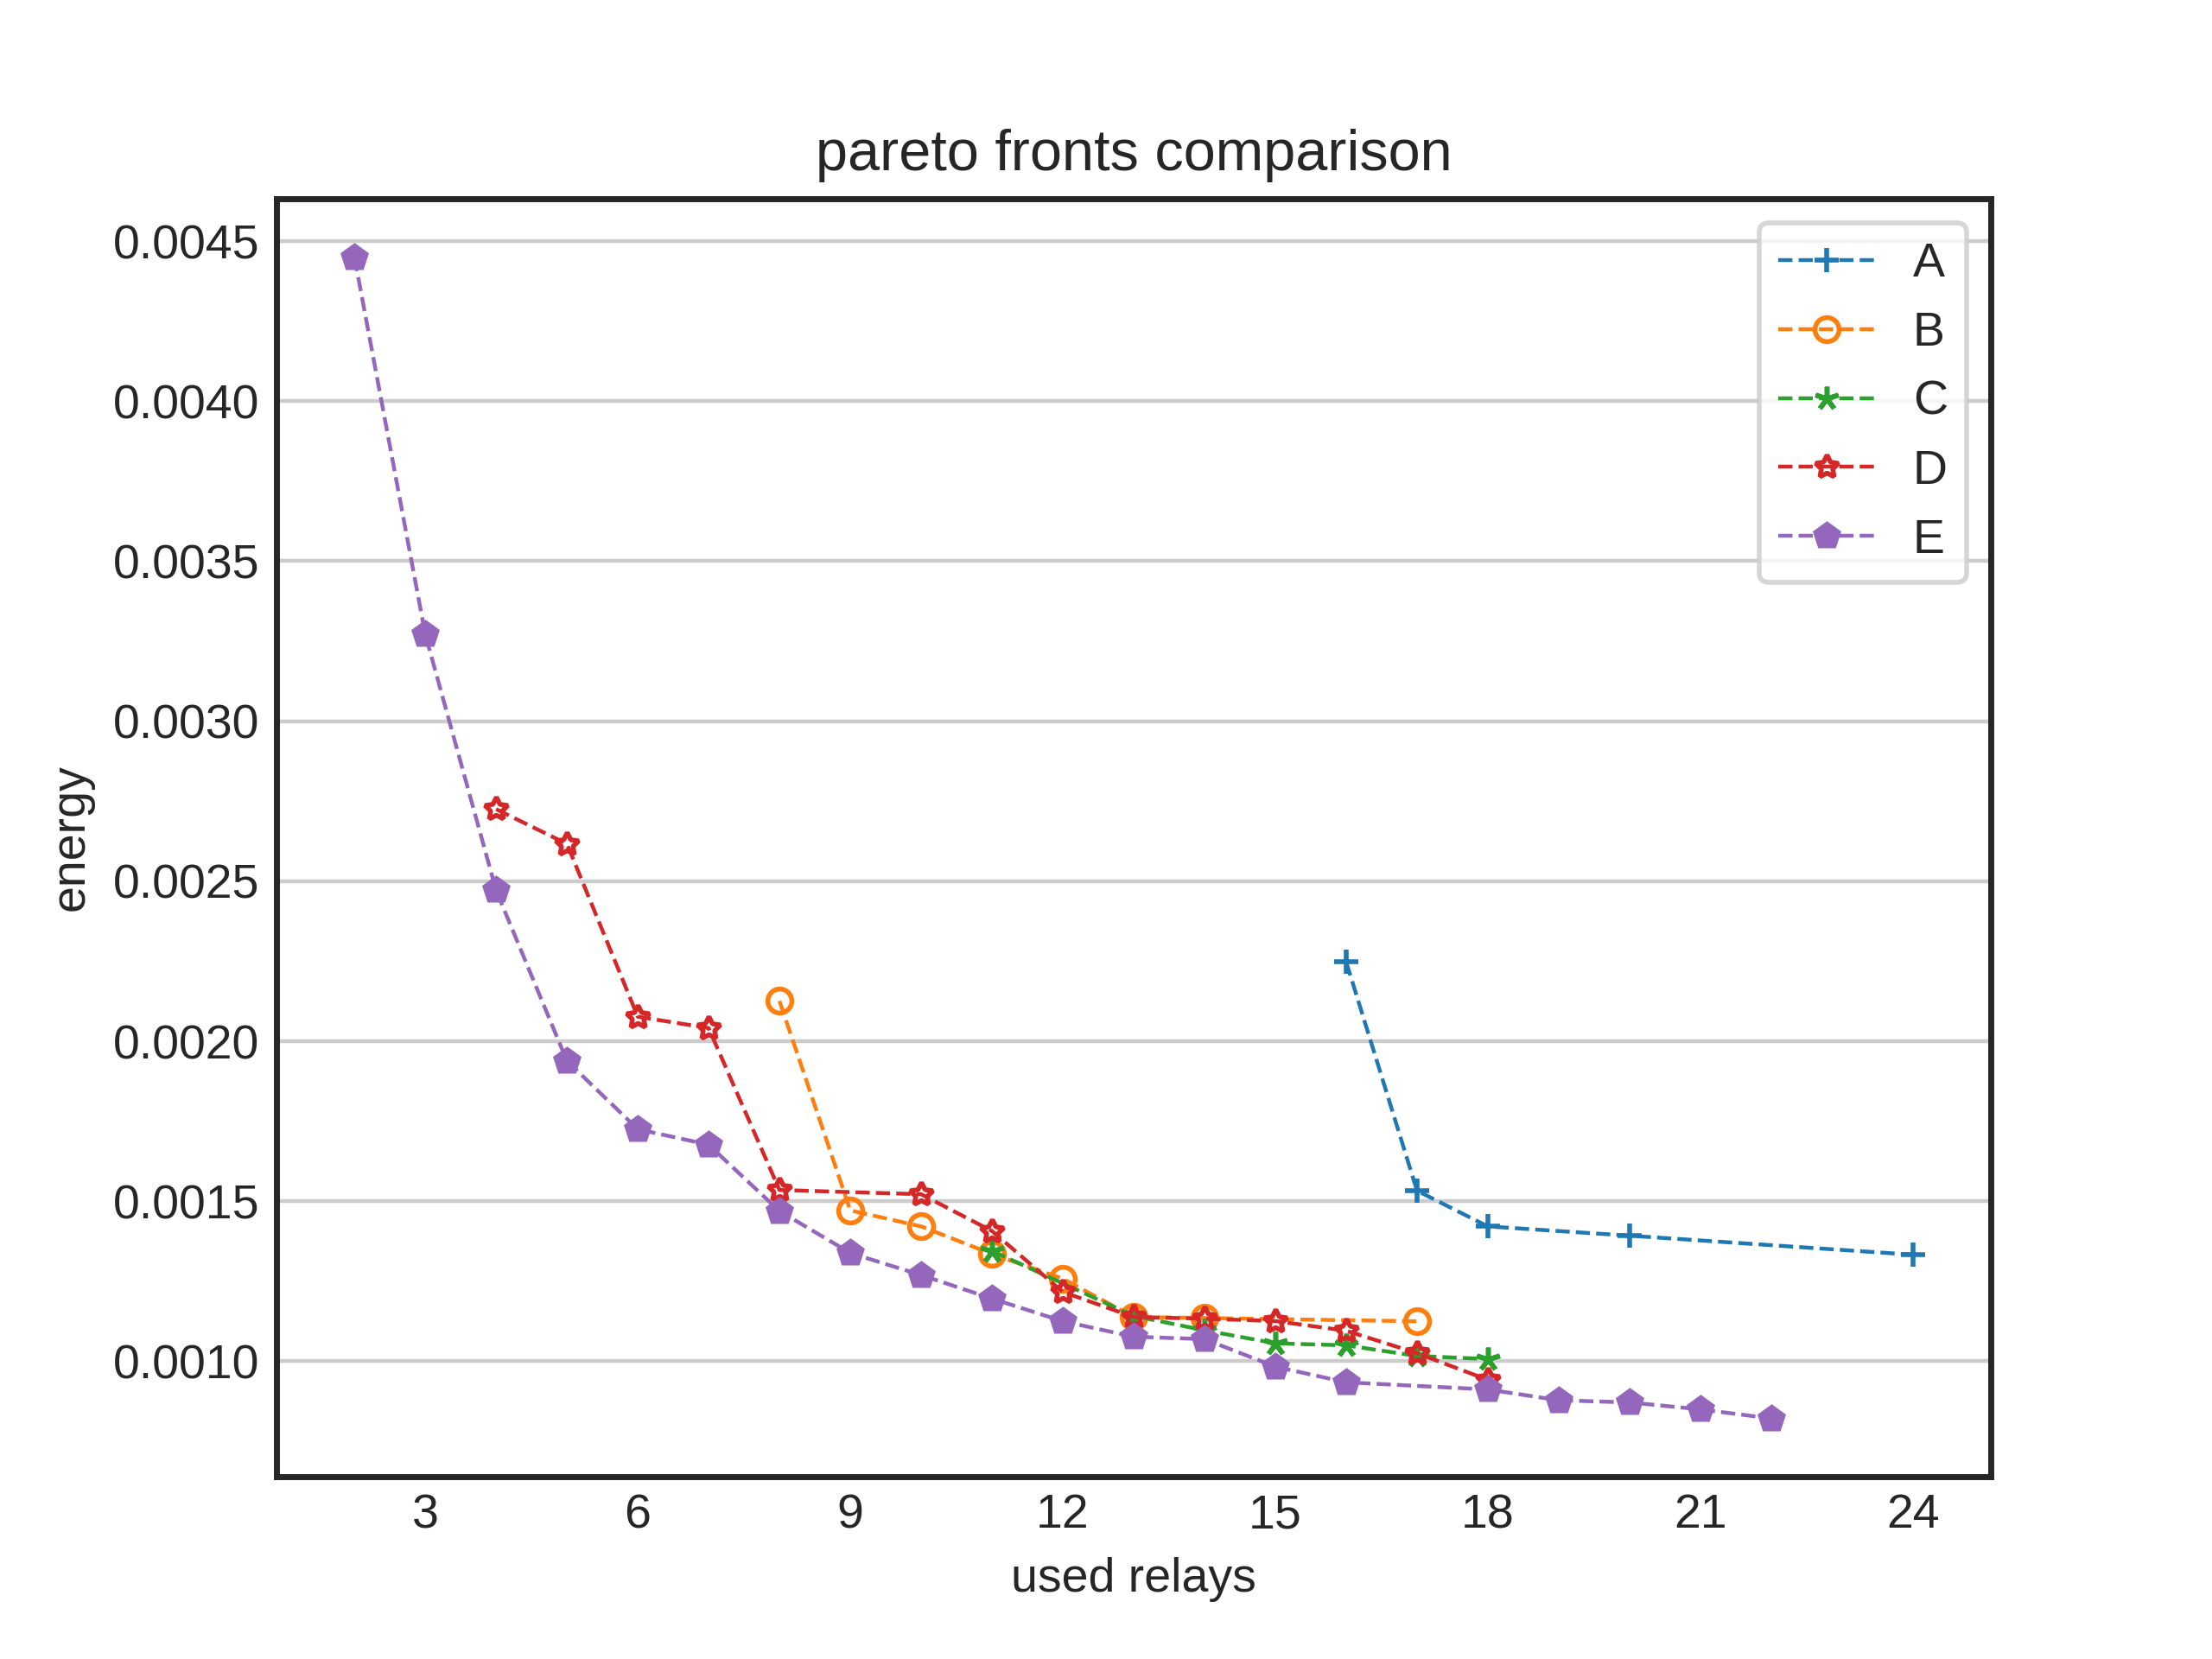 pareto fronts comparison
0.0045
0.0040
0.0035
0.0030
0.0025
0.0020
0.0015
0.0010
energy
A
B
C
D
E
3 6 9 12 15 18 21 24
used relays